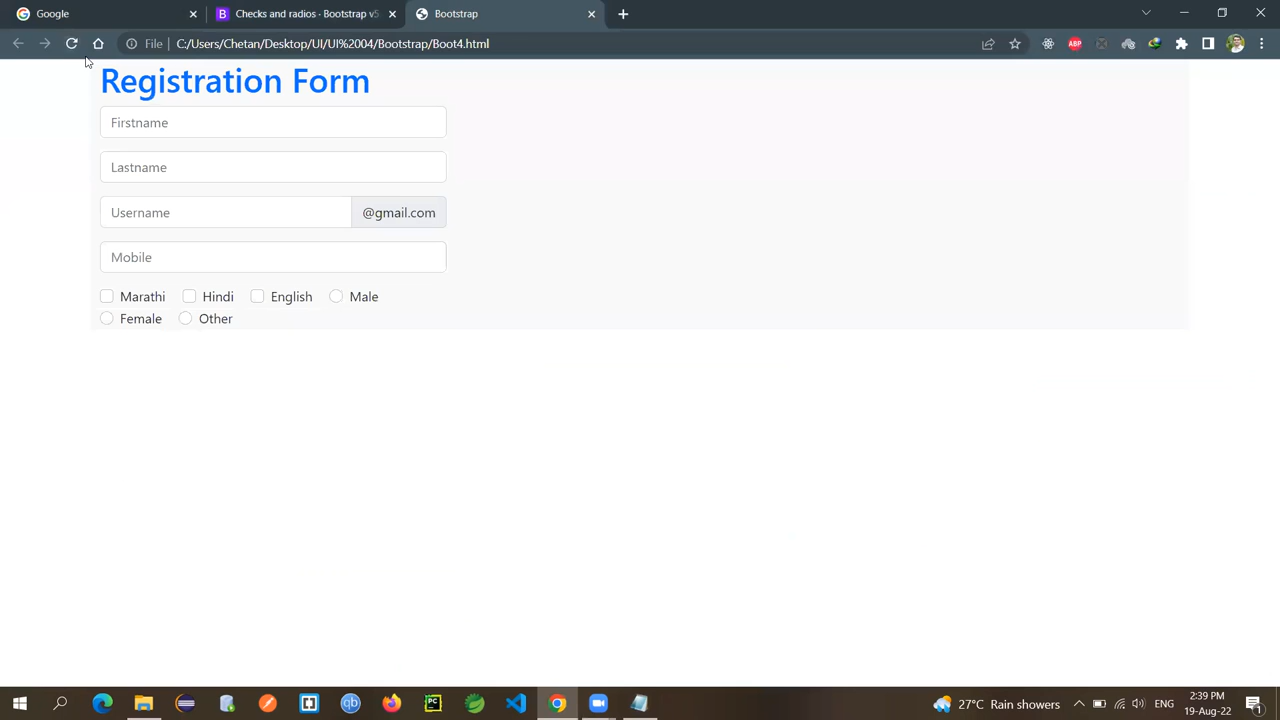 Google
Checks and radios · Bootstrap v5
Bootstrap
File
C:/Users/Chetan/Desktop/UI/UI%2004/Bootstrap/Boot4.html
ABP
Registration Form
Firstname
Lastname
Username
@gmail.com
Mobile
Marathi
Hindi
English
Male
Female
Other
27°C Rain showers
ENG
2:39 PM
19-Aug-22